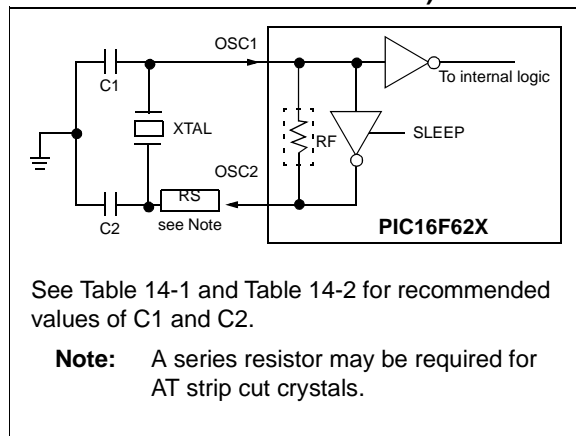 OSC1
To internal logic
C1
XTAL
RF
SLEEP
OSC2
RS
C2
see Note
PIC16F62X
See Table 14-1 and Table 14-2 for recommended
values of C1 and C2.
Note: A series resistor may be required for
AT strip cut crystals.